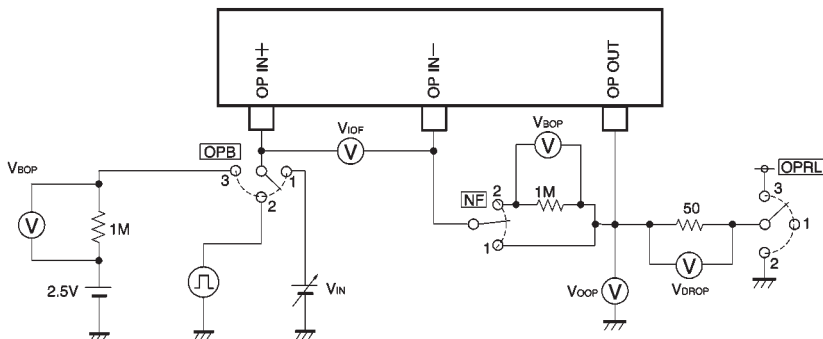 OP IN+
OP IN−
OP OUT
VIOF
VBOP
OPB
VBOP
3
1
2
NF
2
1M
1
50
OPRL
3
1
2
1M
2.5V
VIN
VOOP
VDROP
V
V
V
V
V